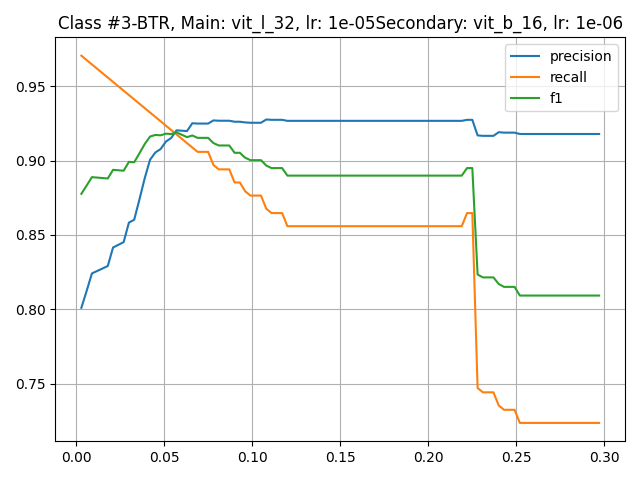 Class #3-BTR, Main: vit_l_32, lr: 1e-05Secondary: vit_b_16, lr: 1e-06
precision
recall
f1
0.95
0.90
0.85
0.80
0.75
0.00 0.05 0.10 0.15 0.20 0.25 0.30